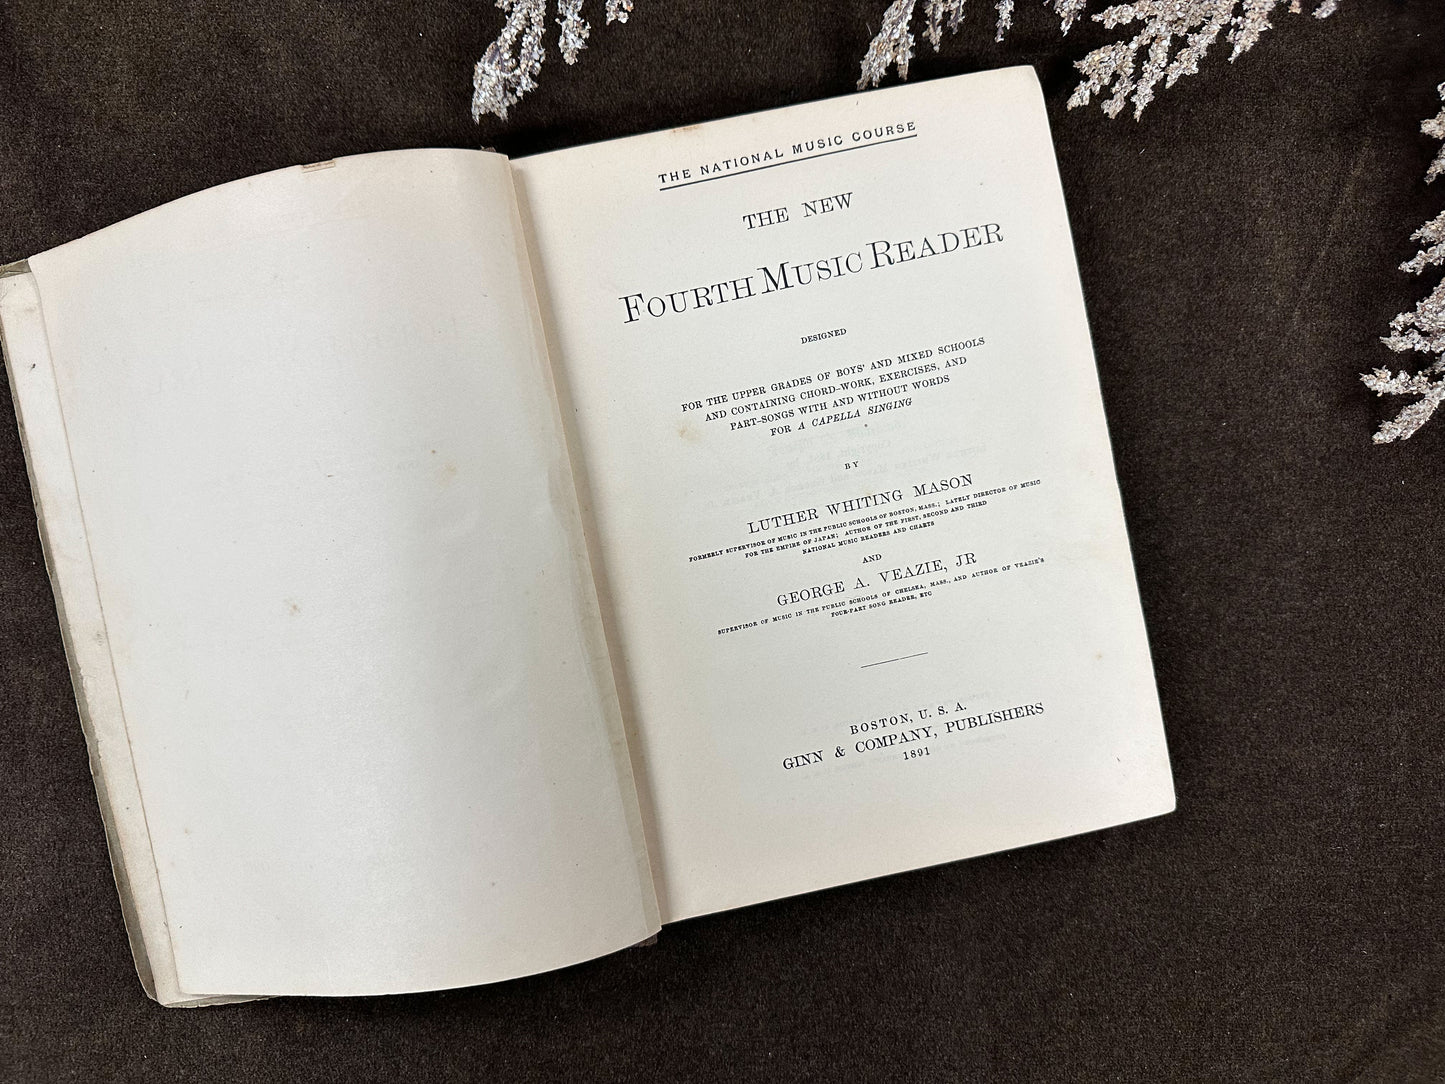 THE NATIONAL MUSIC COURSE
THE NEW
FOURTH MUSIC READER
DESIGNED
FOR THE UPPER GRADES OF BOYS' AND MIXED SCHOOLS
AND CONTAINING CHORD-WORK, EXERCISES, AND
PART-SONGS WITH AND WITHOUT WORDS
FOR A CAPELLA SINGING
BY
LUTHER WHITING MASON
FORMERLY SUPERVISOR OF MUSIC IN THE PUBLIC SCHOOLS OF BOSTON, MASS.; LATELY DIRECTOR OF MUSIC
FOR THE EMPIRE OF JAPAN; AUTHOR OF THE FIRST, SECOND AND THIRD
NATIONAL MUSIC READERS AND CHARTS
AND
GEORGE A. VEAZIE, JR
SUPERVISOR OF MUSIC IN THE PUBLIC SCHOOLS OF CHELSEA, MASS., AND AUTHOR OF VEAZIE'S
FOUR-PART SONG READER, ETC
BOSTON, U. S. A.
GINN & COMPANY, PUBLISHERS
1891